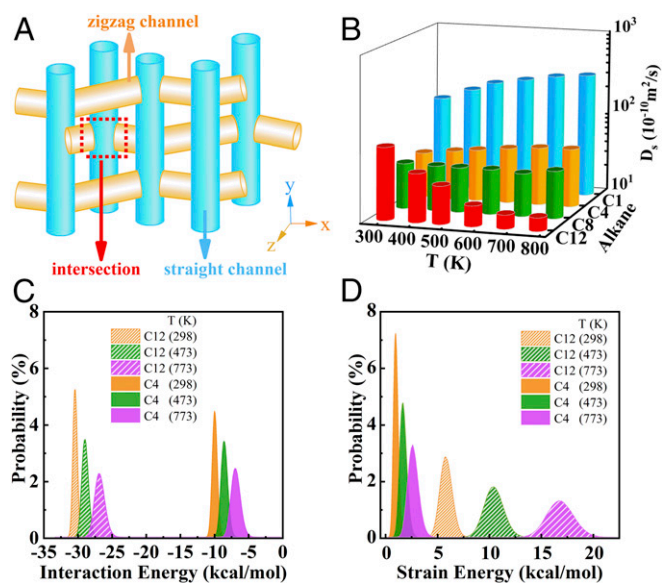 A
zigzag channel
y
x
z
intersection
straight channel
B
10³
10²
10¹
Dₛ (10⁻¹⁰m²/s)
C1
C4
C8
C12
Alkane
300 400 500 600 700 800
T (K)
C
8
6
4
2
0
Probability (%)
T (K)
C12 (298)
C12 (473)
C12 (773)
C4 (298)
C4 (473)
C4 (773)
-35 -30 -25 -20 -15 -10 -5 0
Interaction Energy (kcal/mol)
D
8
6
4
2
0
Probability (%)
T (K)
C12 (298)
C12 (473)
C12 (773)
C4 (298)
C4 (473)
C4 (773)
0 5 10 15 20
Strain Energy (kcal/mol)